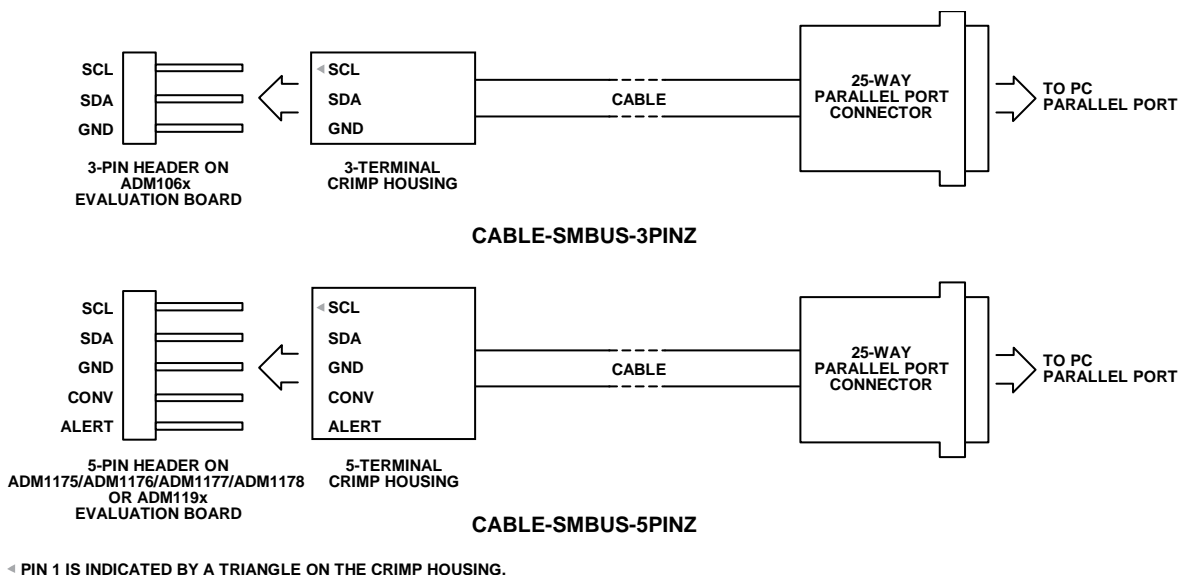 SCL
SDA
GND
3-PIN HEADER ON
ADM106x
EVALUATION BOARD
SCL
SDA
GND
3-TERMINAL
CRIMP HOUSING
CABLE
25-WAY
PARALLEL PORT
CONNECTOR
TO PC
PARALLEL PORT
CABLE-SMBUS-3PINZ
SCL
SDA
GND
CONV
ALERT
5-PIN HEADER ON
ADM1175/ADM1176/ADM1177/ADM1178
OR ADM119x
EVALUATION BOARD
SCL
SDA
GND
CONV
ALERT
5-TERMINAL
CRIMP HOUSING
CABLE
25-WAY
PARALLEL PORT
CONNECTOR
TO PC
PARALLEL PORT
CABLE-SMBUS-5PINZ
PIN 1 IS INDICATED BY A TRIANGLE ON THE CRIMP HOUSING.